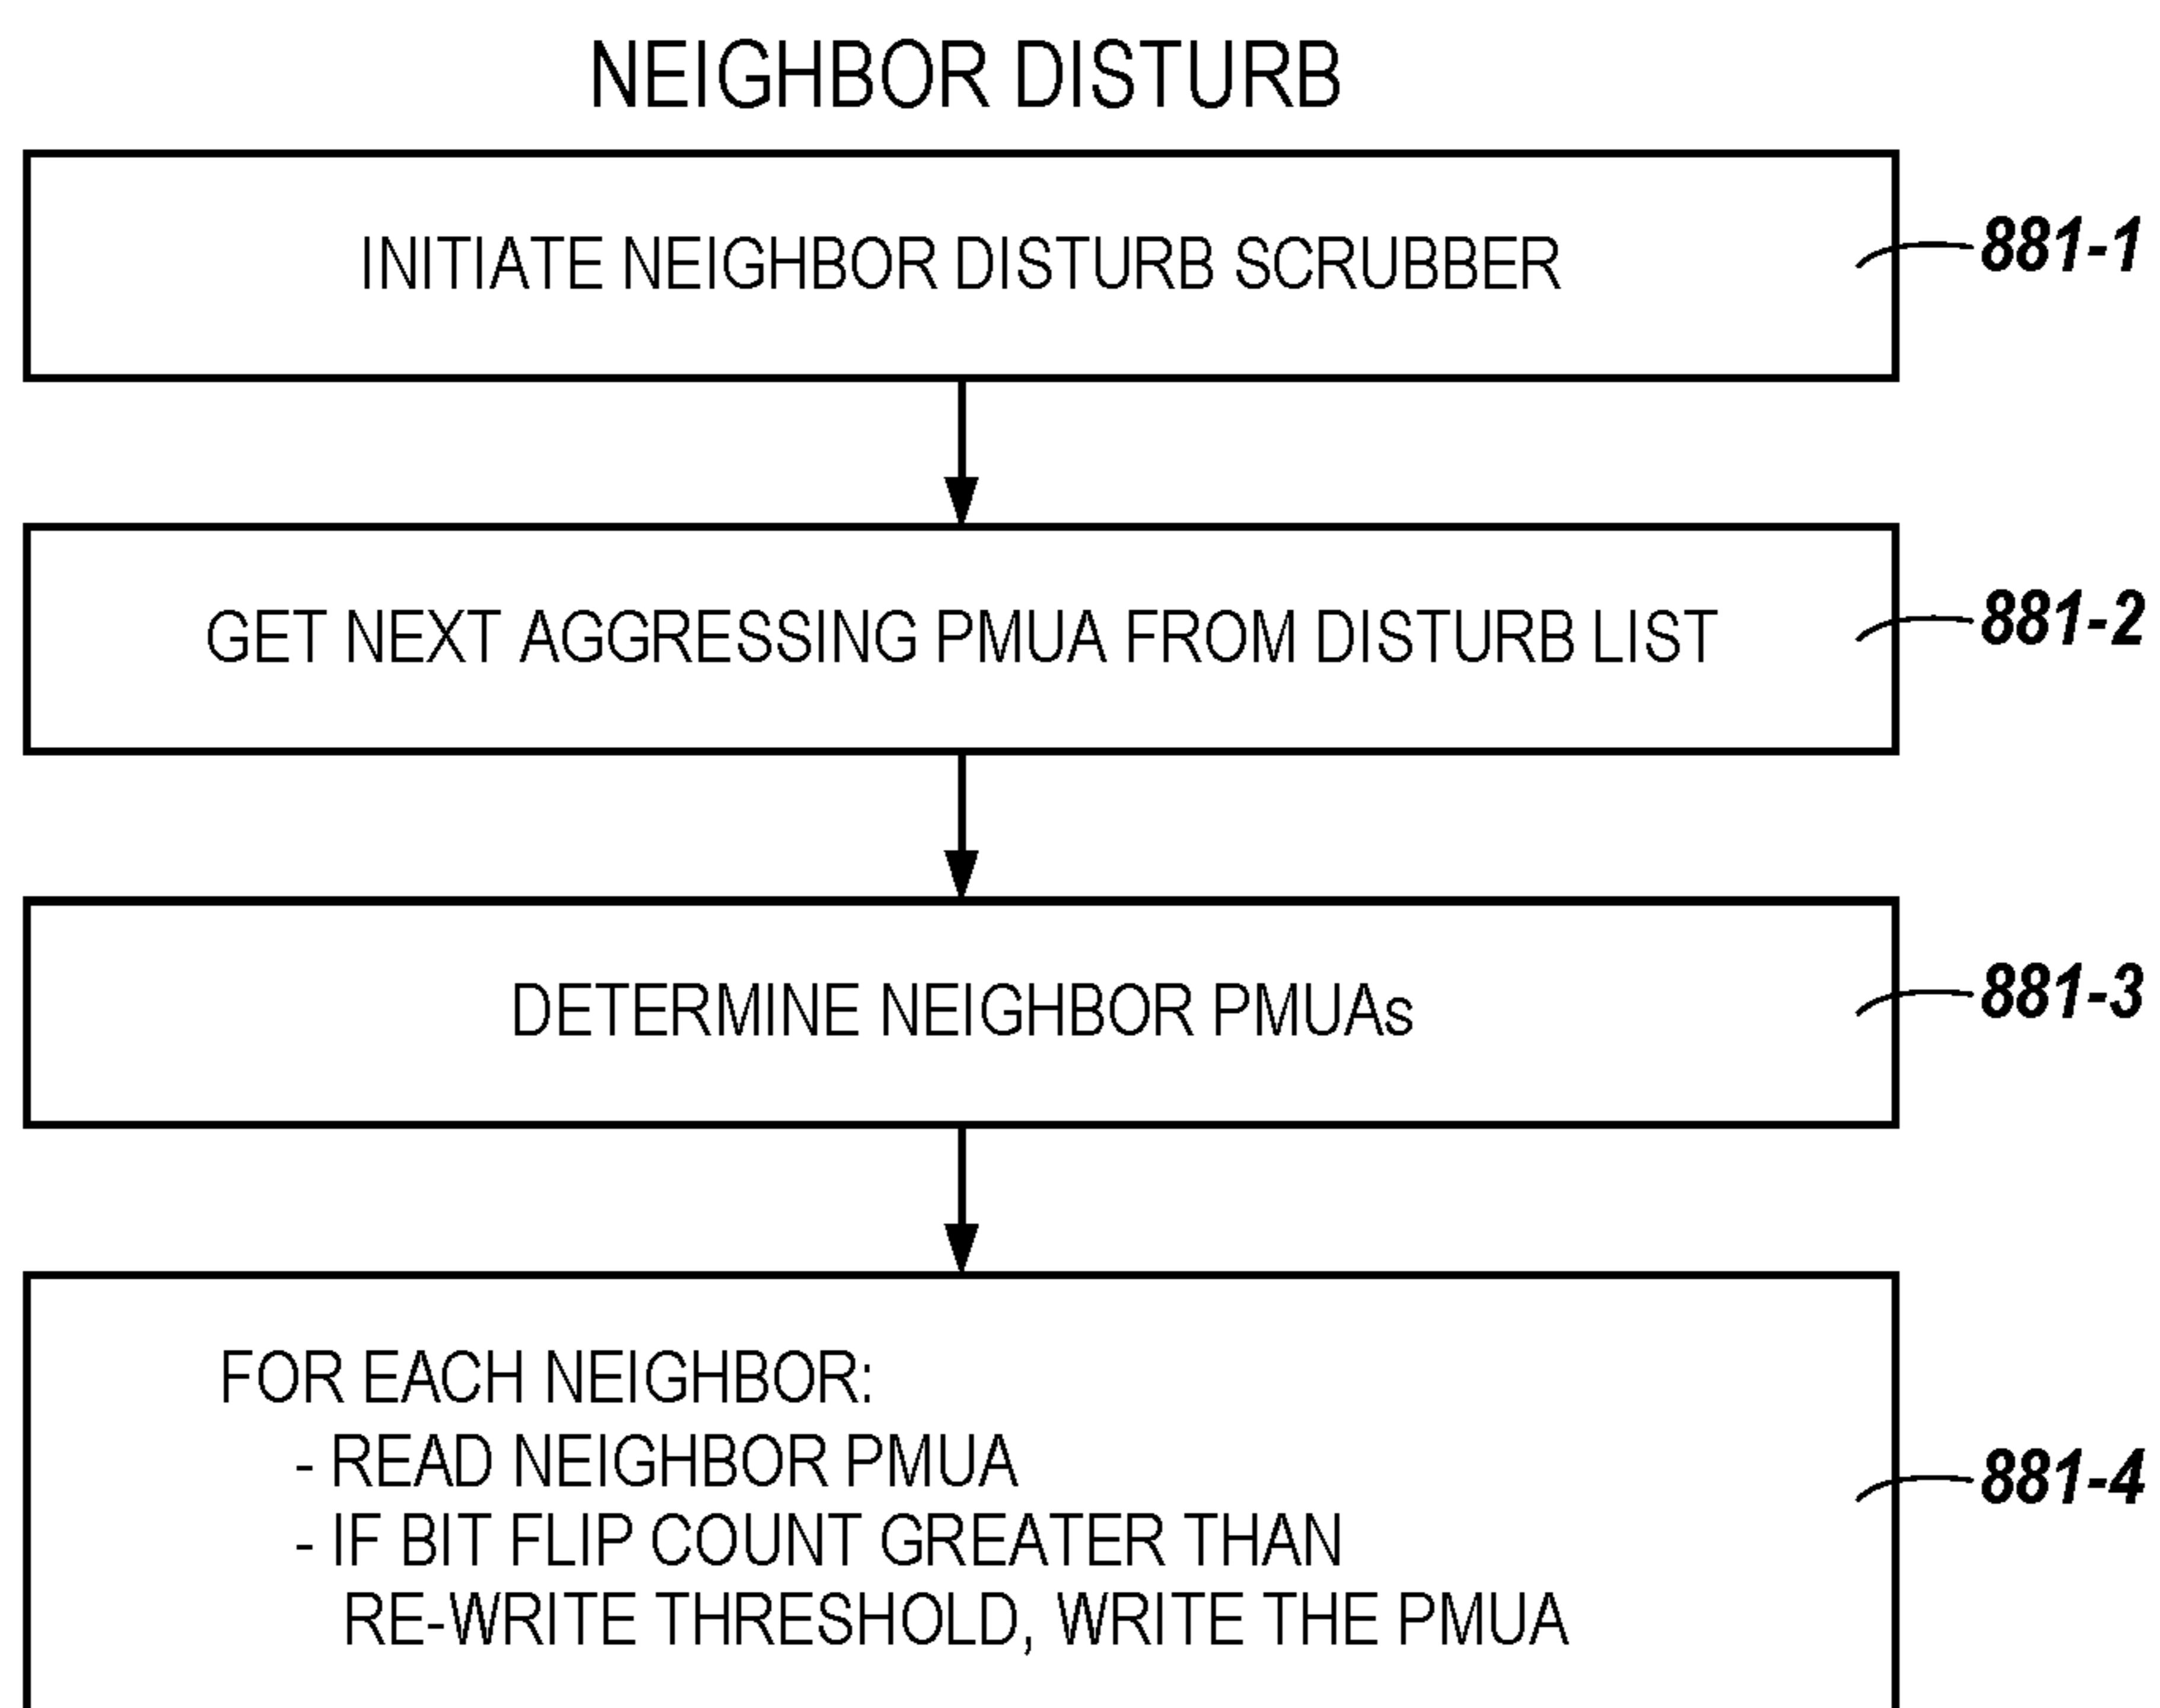 NEIGHBOR DISTURB
INITIATE NEIGHBOR DISTURB SCRUBBER
881-1
GET NEXT AGGRESSING PMUA FROM DISTURB LIST
881-2
DETERMINE NEIGHBOR PMUAs
881-3
FOR EACH NEIGHBOR:
- READ NEIGHBOR PMUA
- IF BIT FLIP COUNT GREATER THAN
RE-WRITE THRESHOLD, WRITE THE PMUA
881-4